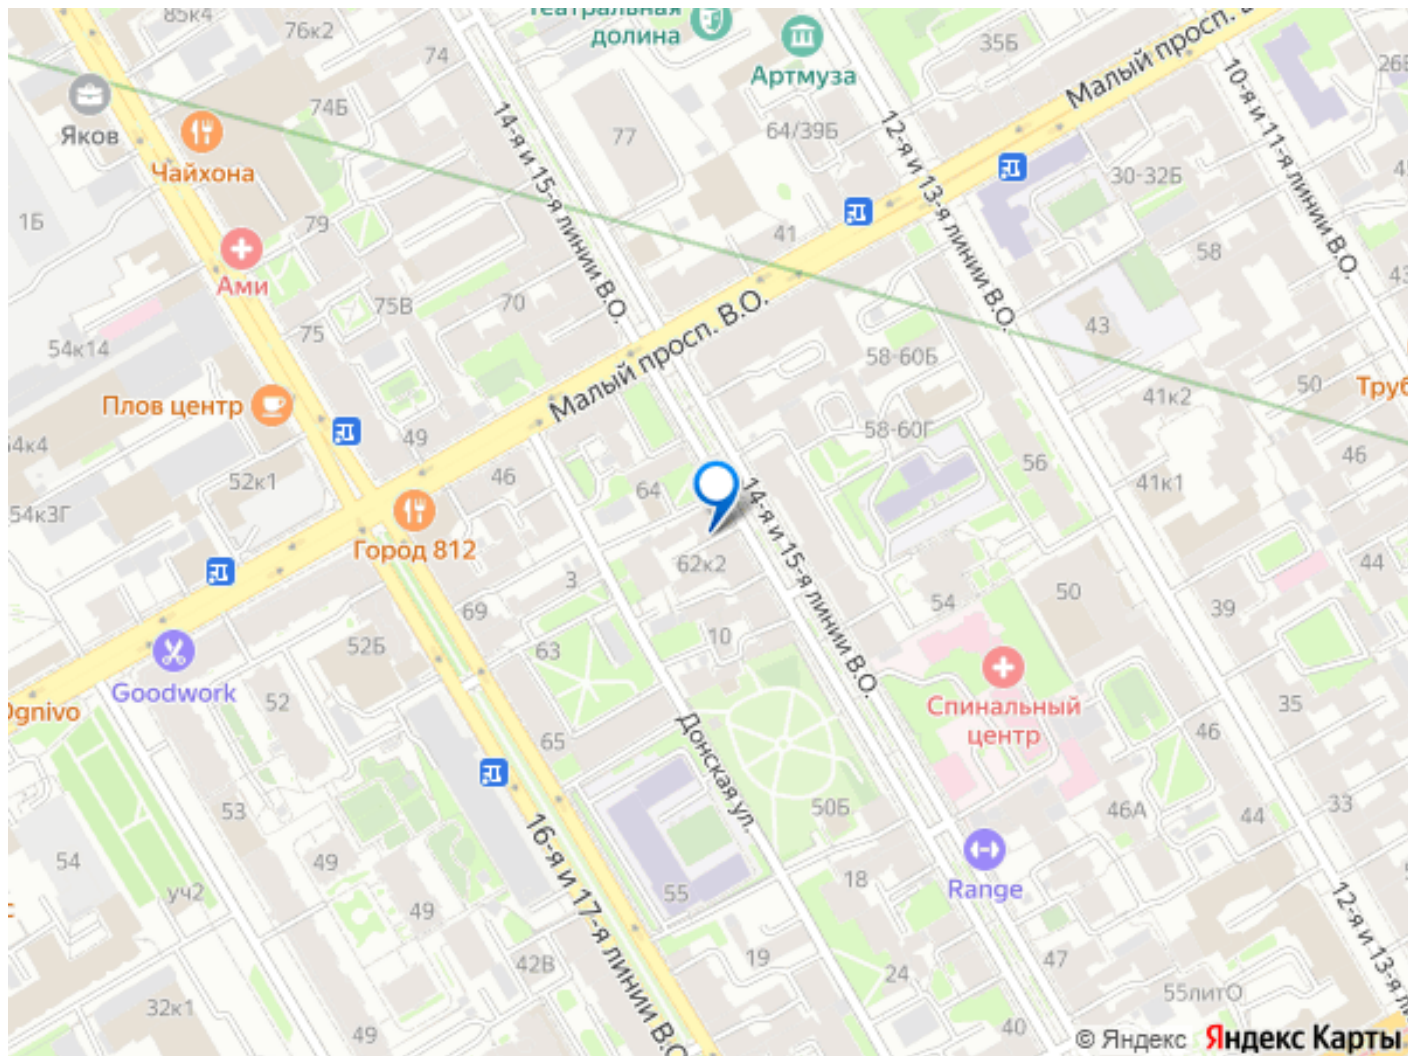 85к4
76к2
74
Театральная
долина
Артмуза
35Б
Малый просп. В.
10-я и 11-я линии В.О.
26Б
Яков
74Б
Чайхона
14-я и 15-я линии В.О.
77
64/39Б
12-я и 13-я линии В.О.
30-32Б
1Б
79
41
58
Ами
75В
70
Малый просп. В.О.
43
43
54к14
75
58-60Б
50
Труб
41к2
Плов центр
49
58-60Г
46
54к4
52к1
46
64
14-я и 15-я линии В.О.
56
41к1
54к3Г
Город 812
62к2
3
50
44
69
54
39
52Б
63
10
Goodwork
52
Спинальный
центр
35
Ognivo
65
Донская ул.
46
53
50Б
46А
44
33
16-я и 17-я линии В.О.
54
49
55
18
Range
уч2
49
12-я и 13-я л
42В
19
24
47
55литО
32к1
49
40
© Яндекс Яндекс Карты